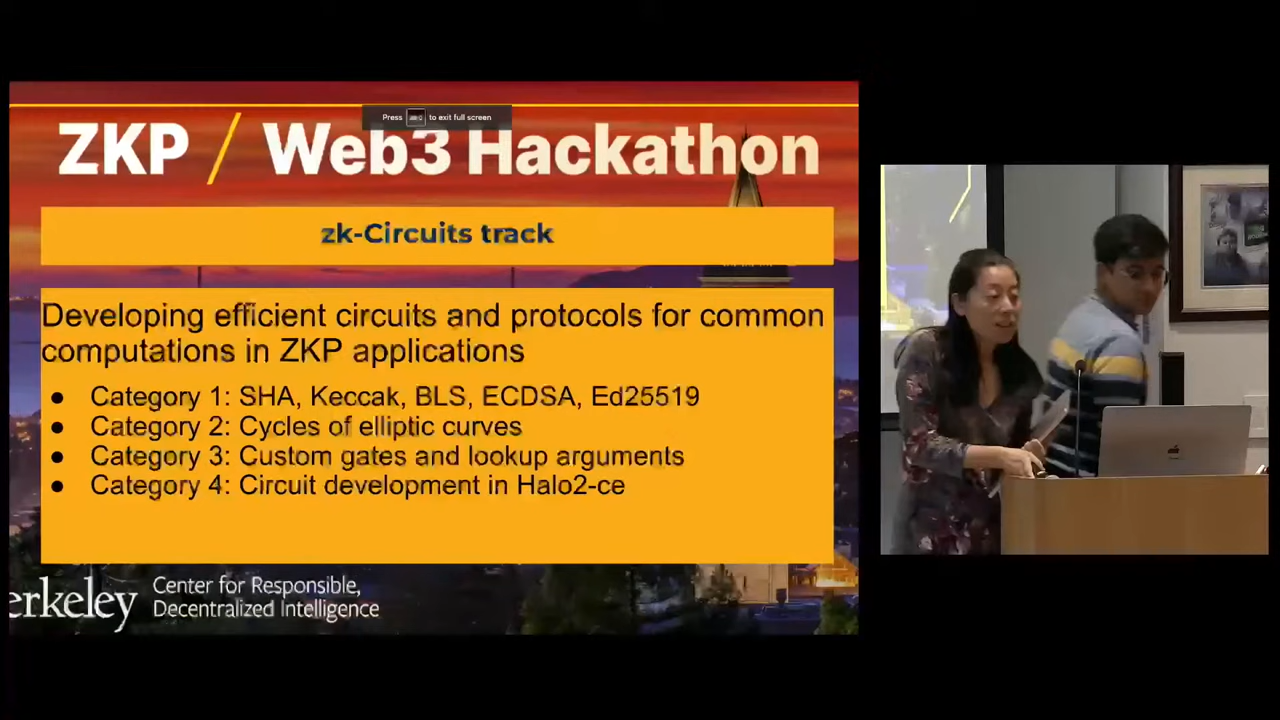 Press to exit full screen
ZKP / Web3 Hackathon
zk-Circuits track
Developing efficient circuits and protocols for common
computations in ZKP applications
● Category 1: SHA, Keccak, BLS, ECDSA, Ed25519
● Category 2: Cycles of elliptic curves
● Category 3: Custom gates and lookup arguments
● Category 4: Circuit development in Halo2-ce
erkeley
Center for Responsible,
Decentralized Intelligence